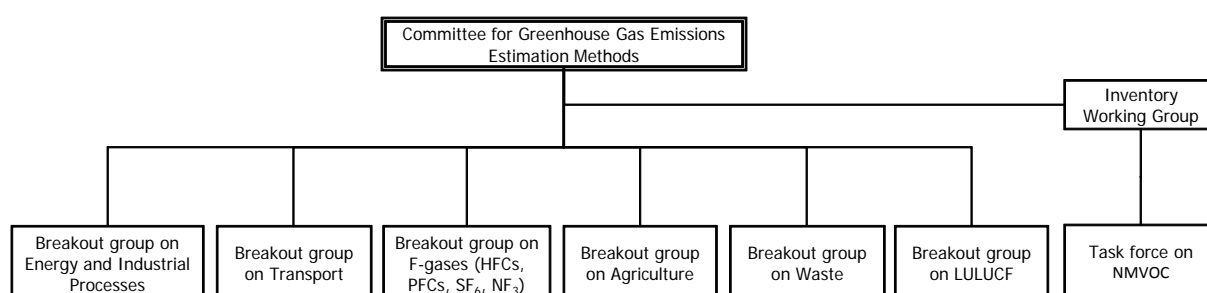 Committee for Greenhouse Gas Emissions
Estimation Methods
Inventory
Working Group
Breakout group on
Energy and Industrial
Processes
Breakout group
on Transport
Breakout group on
F-gases (HFCs,
PFCs, SF₆, NF₃)
Breakout group
on Agriculture
Breakout group
on Waste
Breakout group
on LULUCF
Task force on
NMVOC